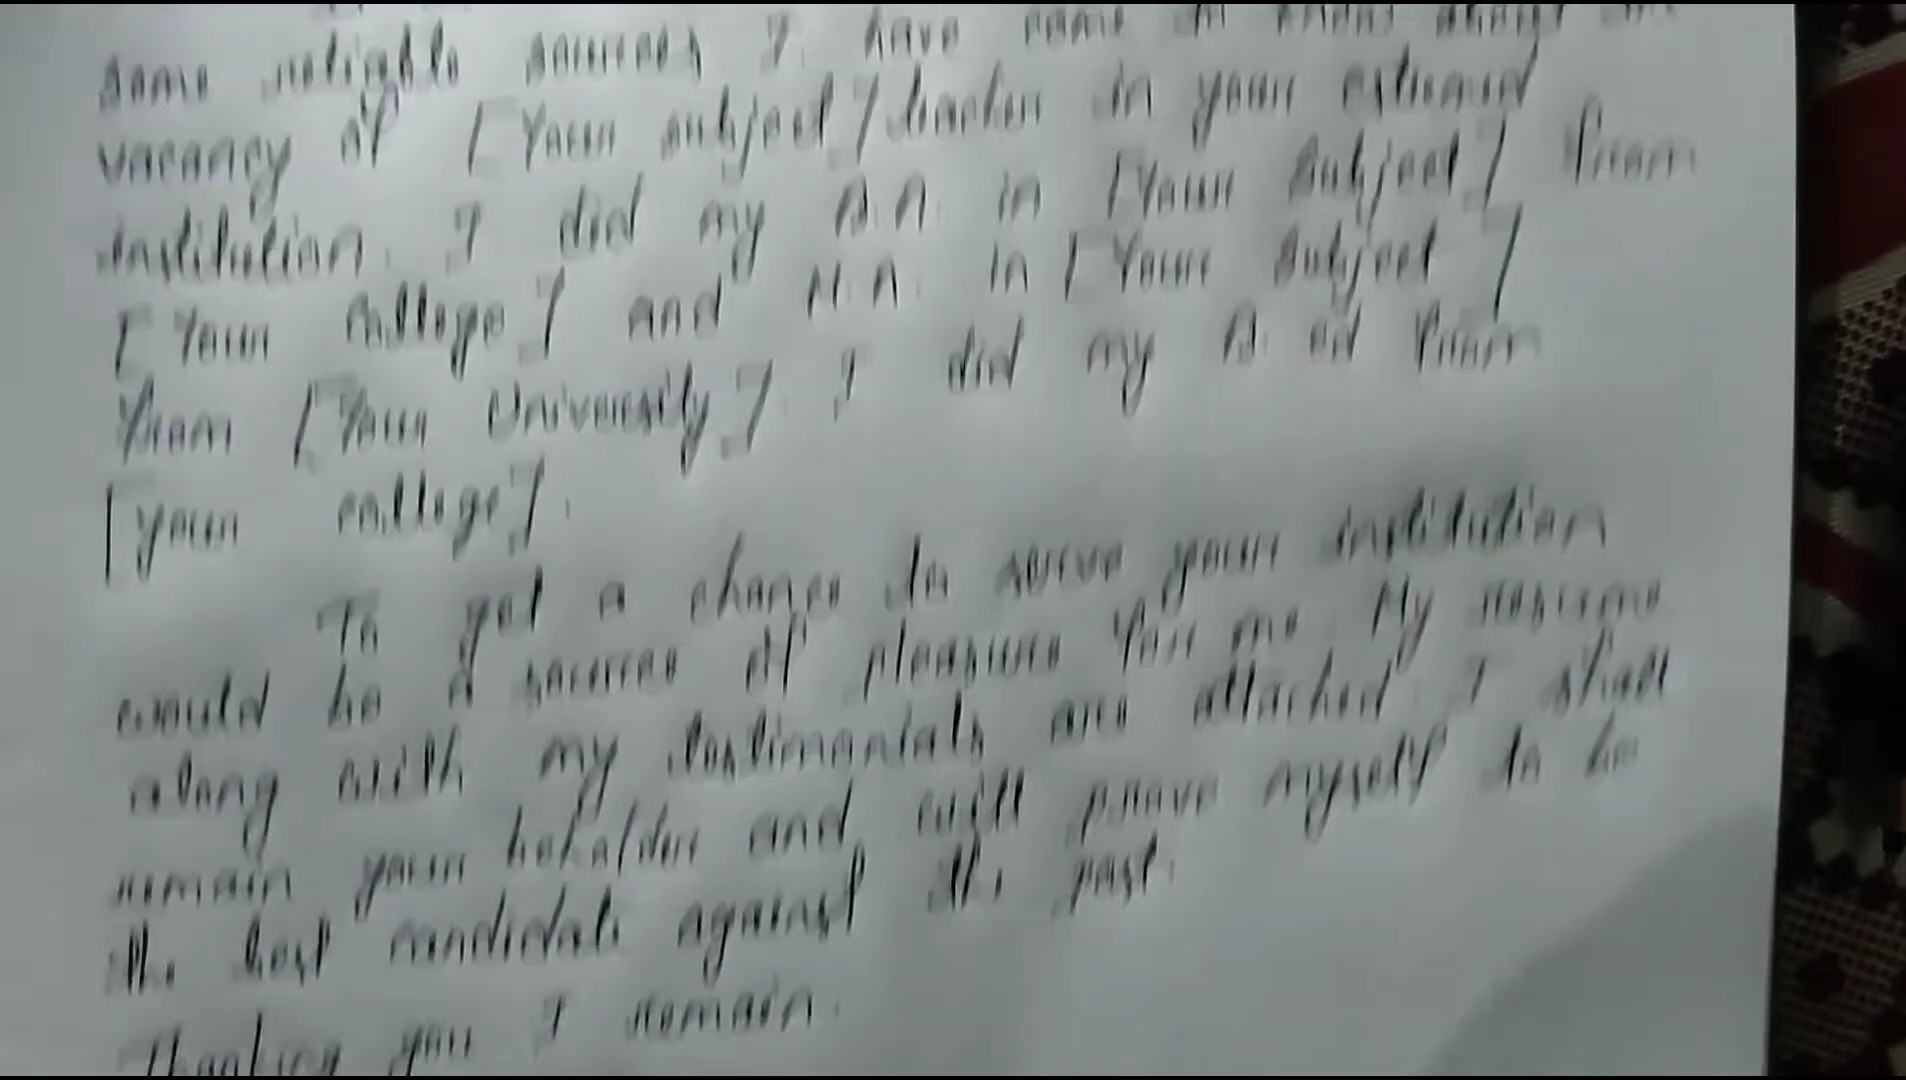 some reliable sources I have come to know about the
vacancy of [Your subject] teacher in your esteemed
institution. I did my B.A. in [Your Subject] from
[Your college] and M.A. in [Your Subject]
from [Your University]. I did my B. ed from
[your college].
To get a chance to serve your institution
would be a source of pleasure for me. My resume
along with my testimonials are attached. I shall
remain your beholder and will prove myself to be
the best candidate against the post.
Thanking you I remain.